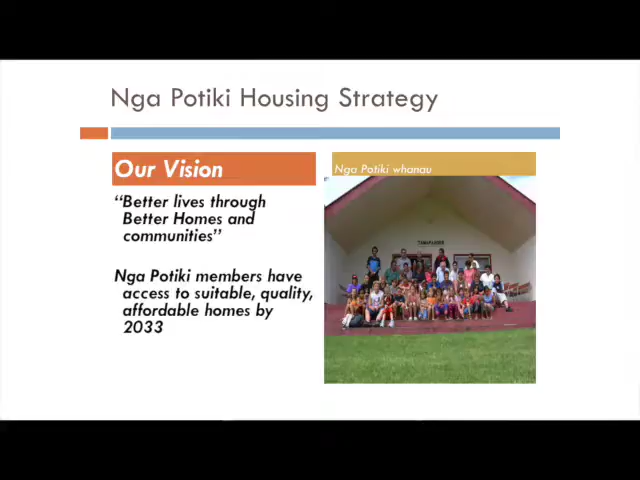 Nga Potiki Housing Strategy
Our Vision
“Better lives through
Better Homes and
communities”
Nga Potiki members have
access to suitable, quality,
affordable homes by
2033
Nga Potiki whanau